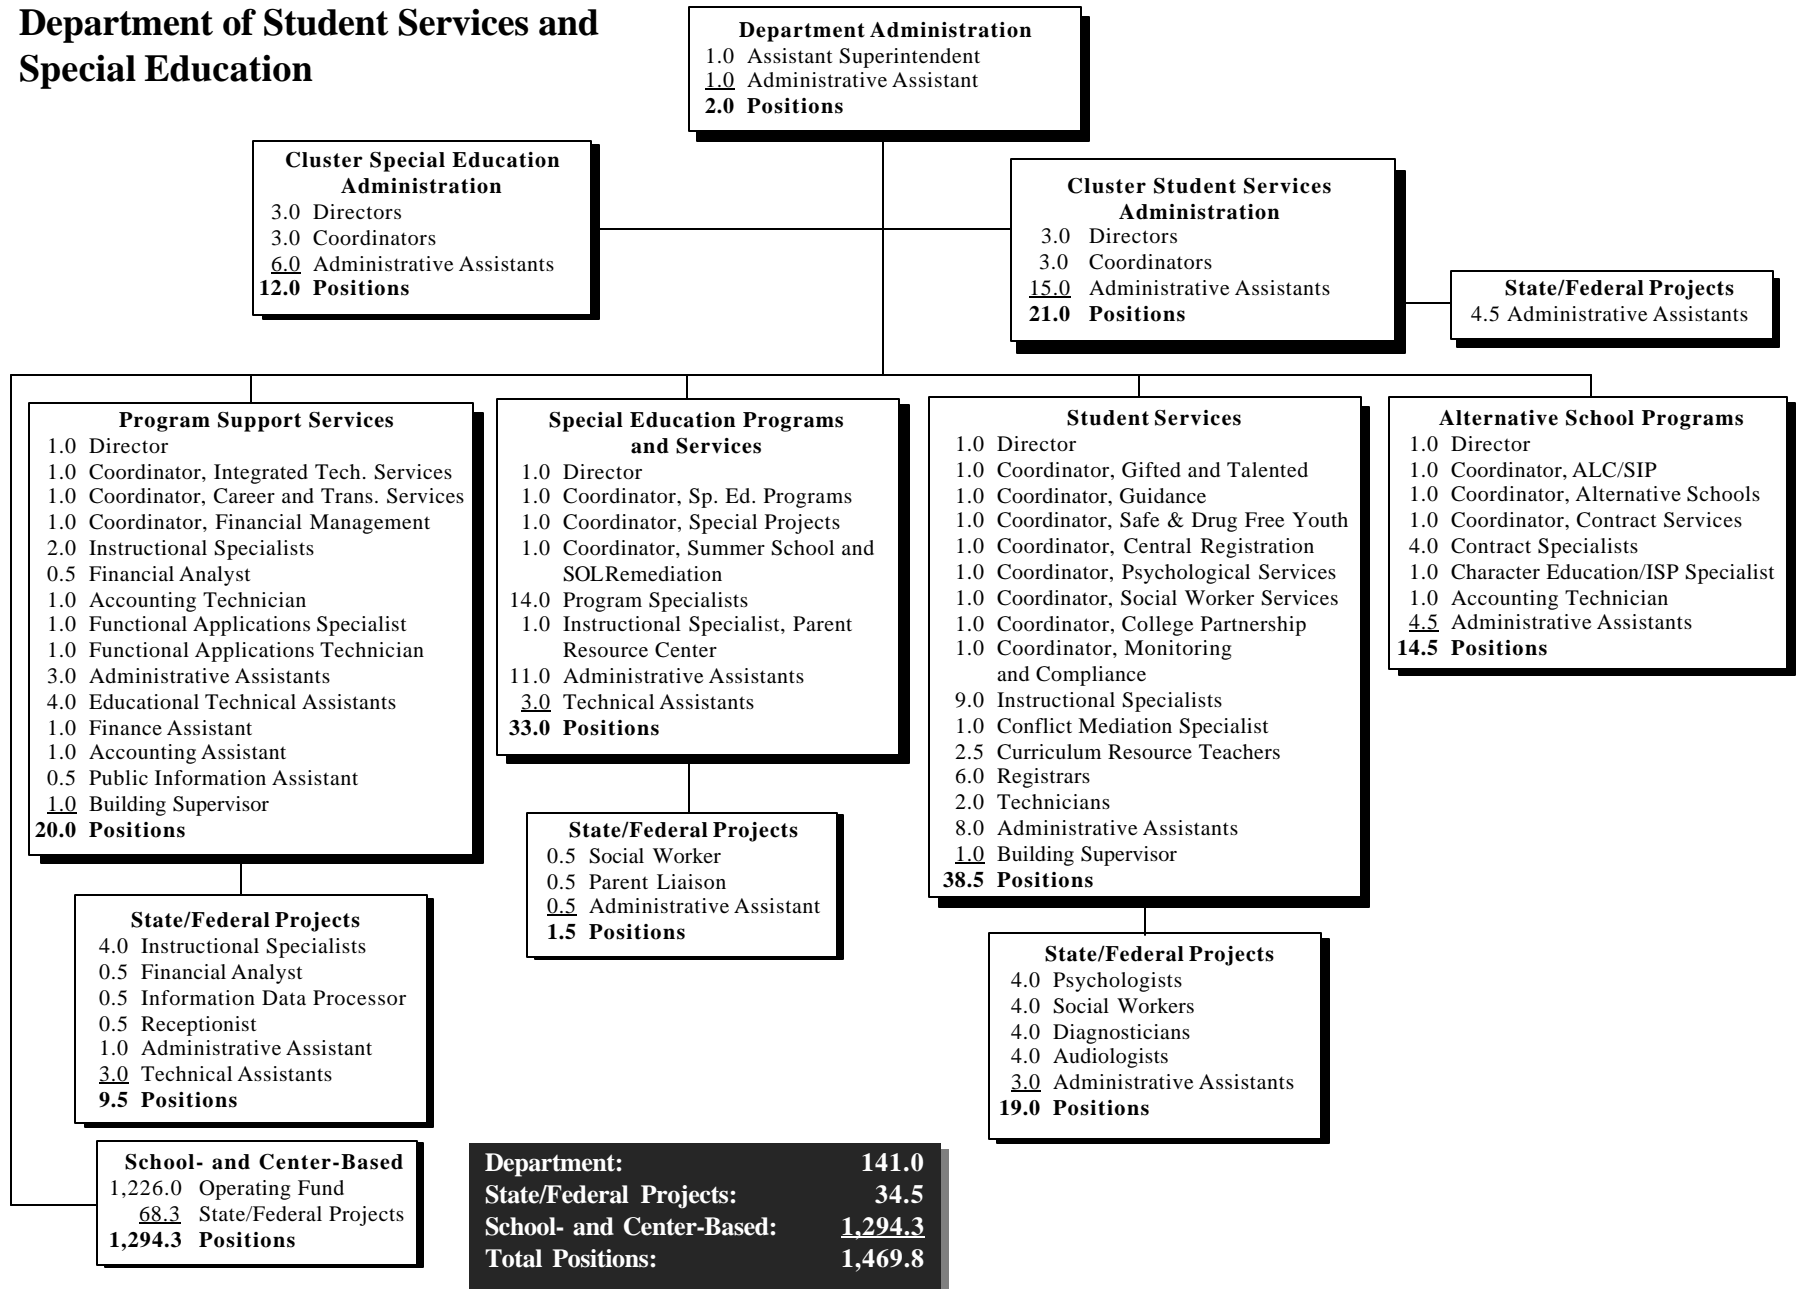 Department of Student Services and
Special Education
Department Administration
1.0 Assistant Superintendent
1.0 Administrative Assistant
2.0 Positions
Cluster Special Education
Administration
3.0 Directors
3.0 Coordinators
6.0 Administrative Assistants
12.0 Positions
Cluster Student Services
Administration
3.0 Directors
3.0 Coordinators
15.0 Administrative Assistants
21.0 Positions
State/Federal Projects
4.5 Administrative Assistants
Program Support Services
1.0 Director
1.0 Coordinator, Integrated Tech. Services
1.0 Coordinator, Career and Trans. Services
1.0 Coordinator, Financial Management
2.0 Instructional Specialists
0.5 Financial Analyst
1.0 Accounting Technician
1.0 Functional Applications Specialist
1.0 Functional Applications Technician
3.0 Administrative Assistants
4.0 Educational Technical Assistants
1.0 Finance Assistant
1.0 Accounting Assistant
0.5 Public Information Assistant
1.0 Building Supervisor
20.0 Positions
State/Federal Projects
4.0 Instructional Specialists
0.5 Financial Analyst
0.5 Information Data Processor
0.5 Receptionist
1.0 Administrative Assistant
3.0 Technical Assistants
9.5 Positions
School- and Center-Based
1,226.0 Operating Fund
68.3 State/Federal Projects
1,294.3 Positions
Special Education Programs
and Services
1.0 Director
1.0 Coordinator, Sp. Ed. Programs
1.0 Coordinator, Special Projects
1.0 Coordinator, Summer School and
SOL Remediation
14.0 Program Specialists
1.0 Instructional Specialist, Parent
Resource Center
11.0 Administrative Assistants
3.0 Technical Assistants
33.0 Positions
State/Federal Projects
0.5 Social Worker
0.5 Parent Liaison
0.5 Administrative Assistant
1.5 Positions
Student Services
1.0 Director
1.0 Coordinator, Gifted and Talented
1.0 Coordinator, Guidance
1.0 Coordinator, Safe & Drug Free Youth
1.0 Coordinator, Central Registration
1.0 Coordinator, Psychological Services
1.0 Coordinator, Social Worker Services
1.0 Coordinator, College Partnership
1.0 Coordinator, Monitoring
and Compliance
9.0 Instructional Specialists
1.0 Conflict Mediation Specialist
2.5 Curriculum Resource Teachers
6.0 Registrars
2.0 Technicians
8.0 Administrative Assistants
1.0 Building Supervisor
38.5 Positions
State/Federal Projects
4.0 Psychologists
4.0 Social Workers
4.0 Diagnosticians
4.0 Audiologists
3.0 Administrative Assistants
19.0 Positions
Alternative School Programs
1.0 Director
1.0 Coordinator, ALC/SIP
1.0 Coordinator, Alternative Schools
1.0 Coordinator, Contract Services
4.0 Contract Specialists
1.0 Character Education/ISP Specialist
1.0 Accounting Technician
4.5 Administrative Assistants
14.5 Positions
Department: 141.0
State/Federal Projects: 34.5
School- and Center-Based: 1,294.3
Total Positions: 1,469.8